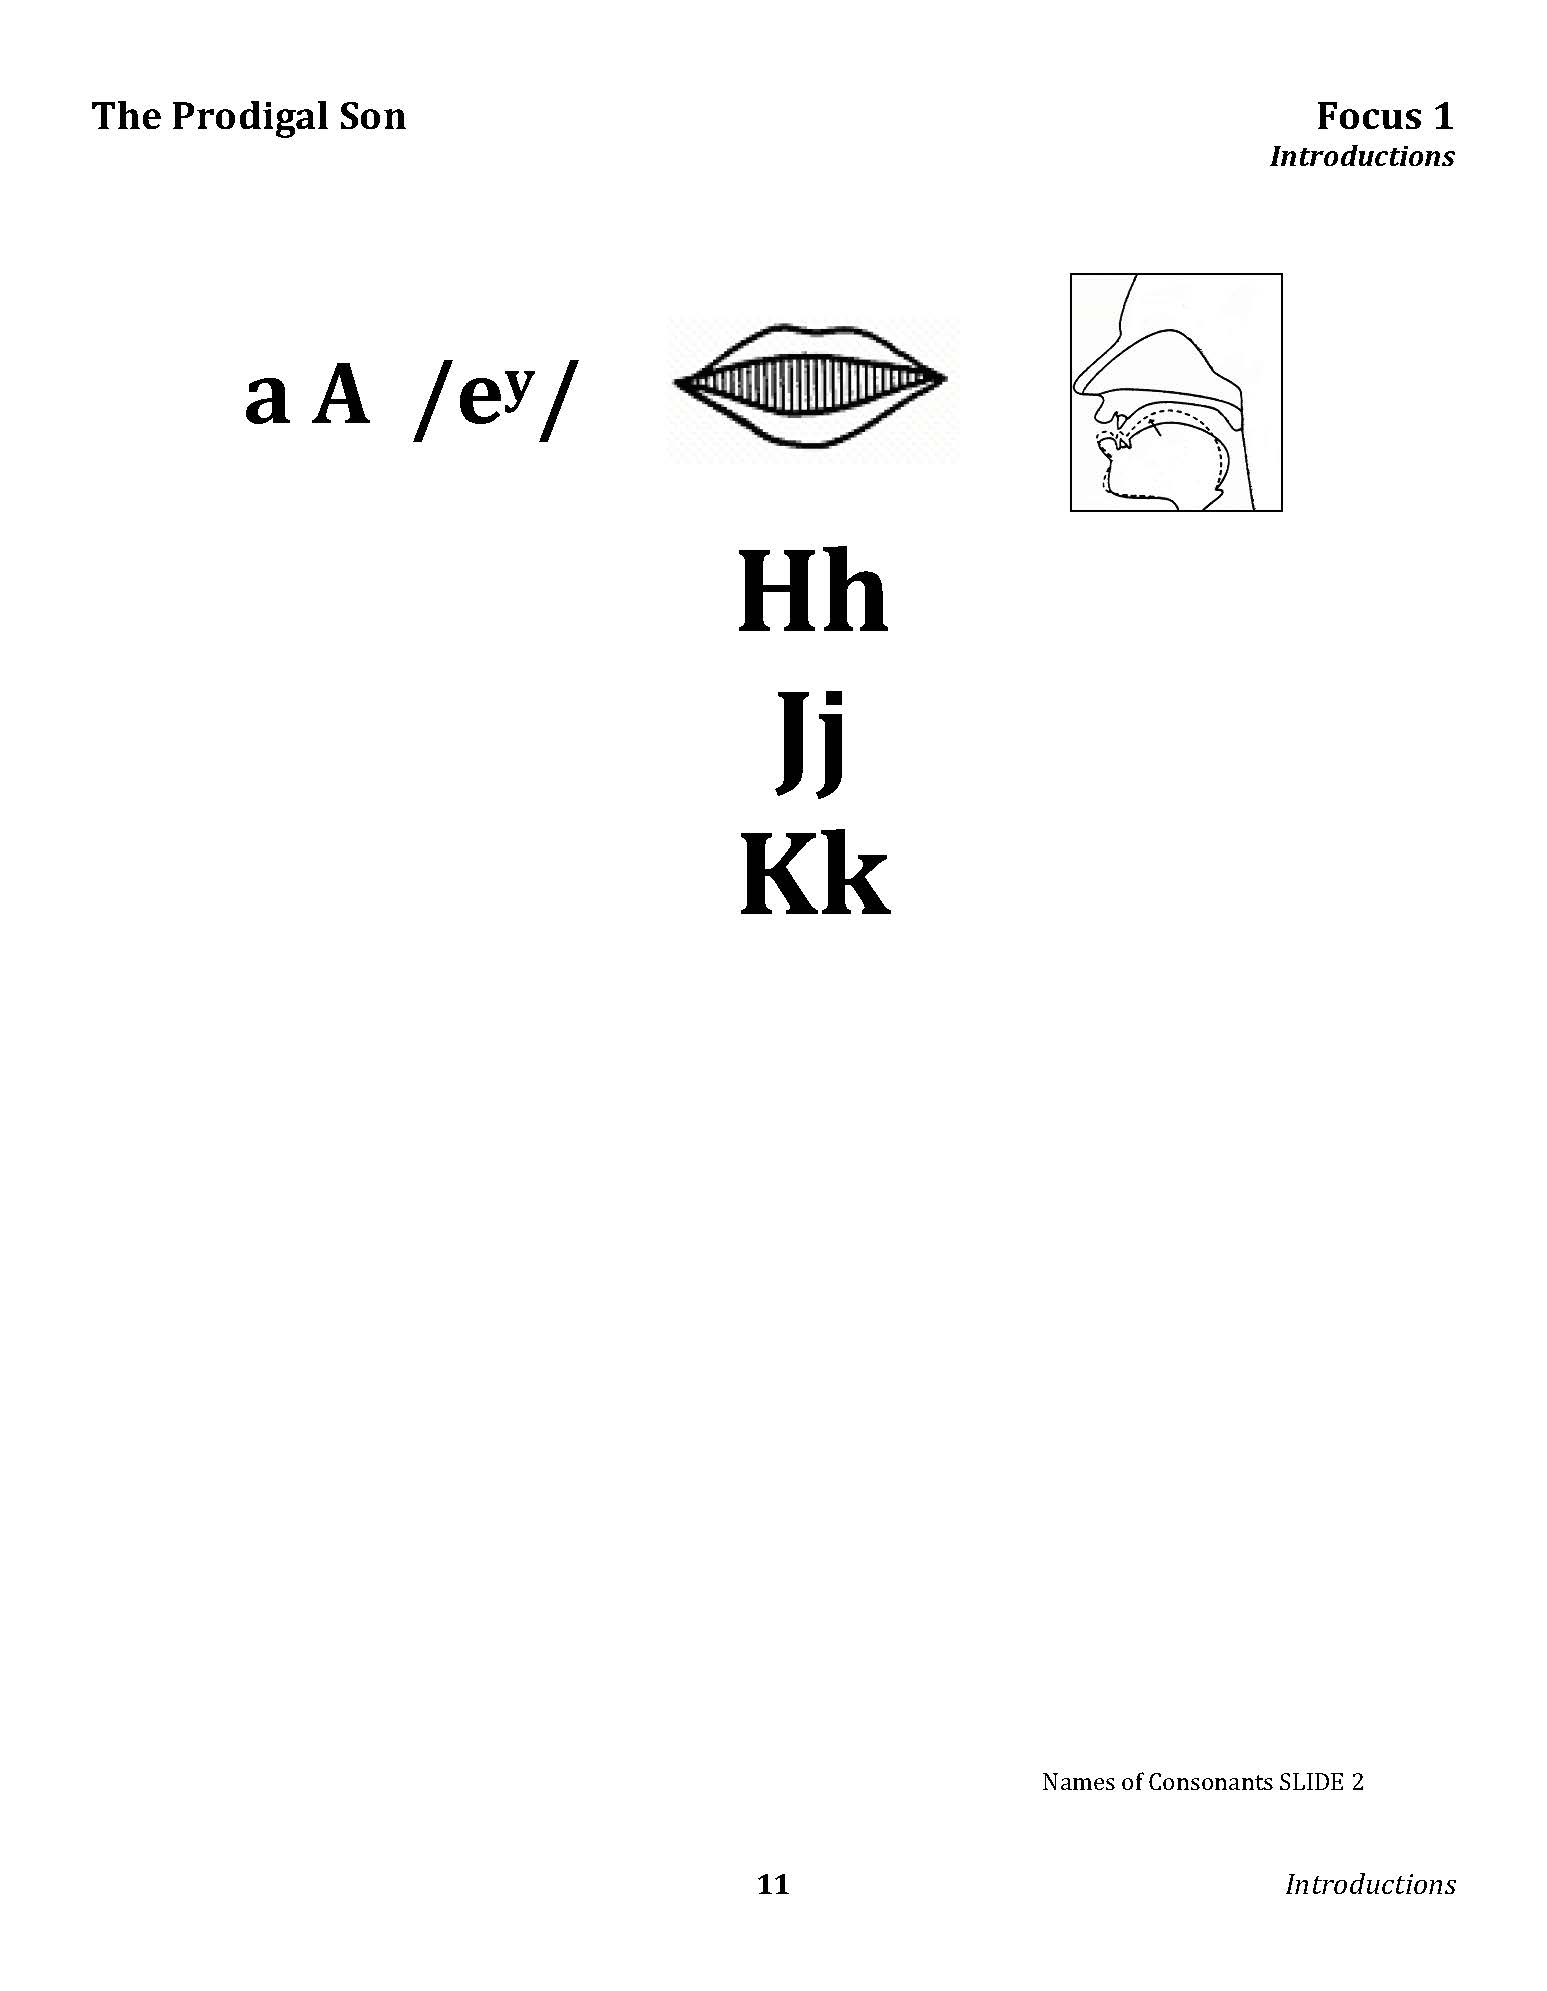 The Prodigal Son
Focus 1
Introductions
a A /eʸ/
Hh
Jj
Kk
Names of Consonants SLIDE 2
11
Introductions